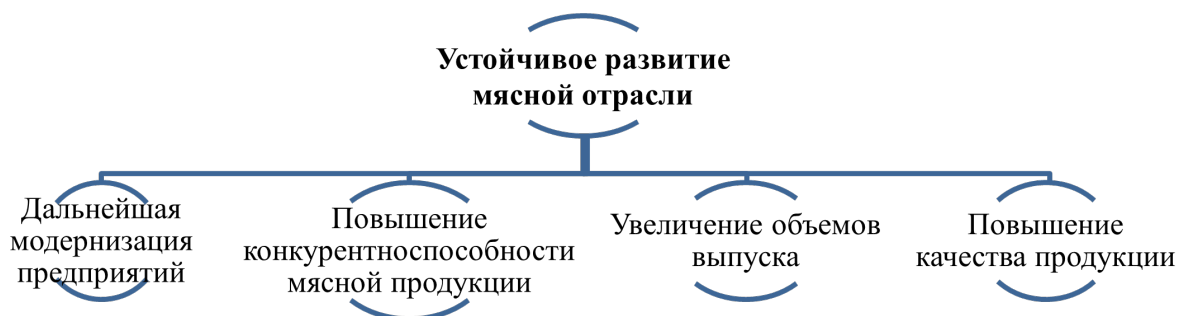 Устойчивое развитие
мясной отрасли
Дальнейшая
модернизация
предприятий
Повышение
конкурентноспособности
мясной продукции
Увеличение объемов
выпуска
Повышение
качества продукции